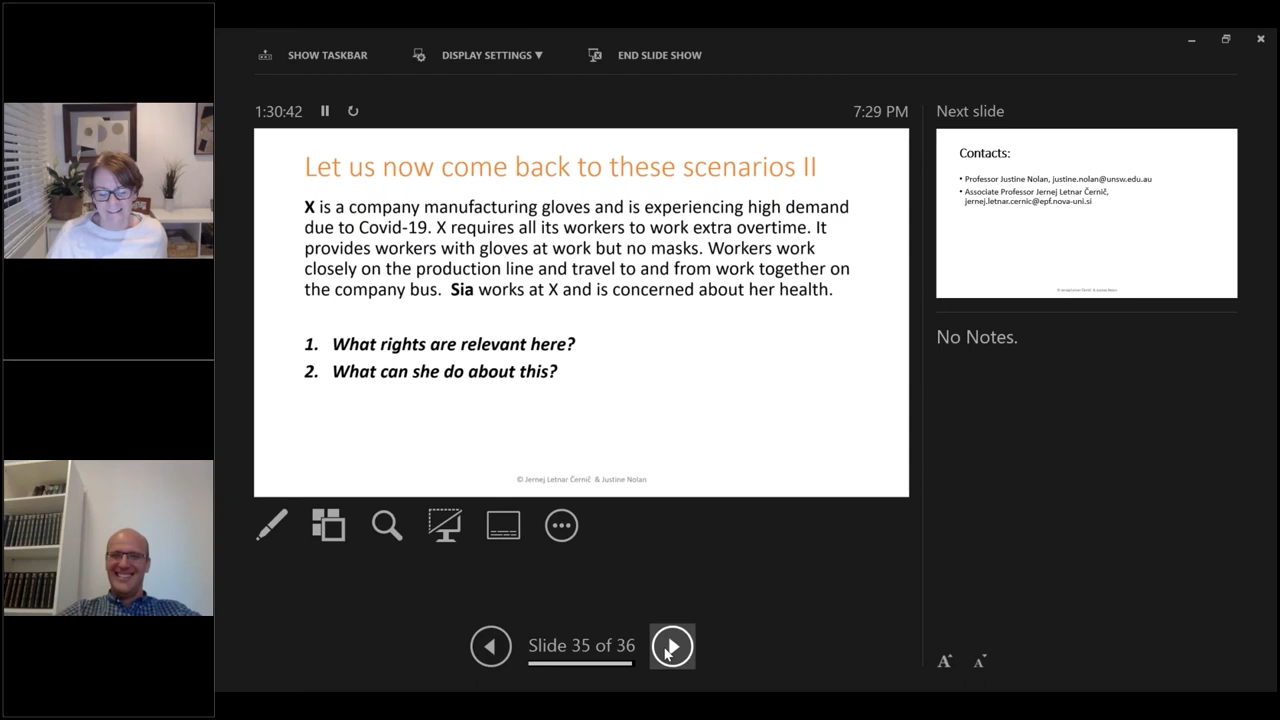 SHOW TASKBAR
DISPLAY SETTINGS ▼
END SLIDE SHOW
1:30:42
7:29 PM
Let us now come back to these scenarios II
X is a company manufacturing gloves and is experiencing high demand
due to Covid-19. X requires all its workers to work extra overtime. It
provides workers with gloves at work but no masks. Workers work
closely on the production line and travel to and from work together on
the company bus. Sia works at X and is concerned about her health.
1. What rights are relevant here?
2. What can she do about this?
© Jernej Letnar Černič & Justine Nolan
Slide 35 of 36
Next slide
Contacts:
• Professor Justine Nolan, justine.nolan@unsw.edu.au
• Associate Professor Jernej Letnar Černič,
jernej.letnar.cernic@epf.nova-uni.si
No Notes.
A A